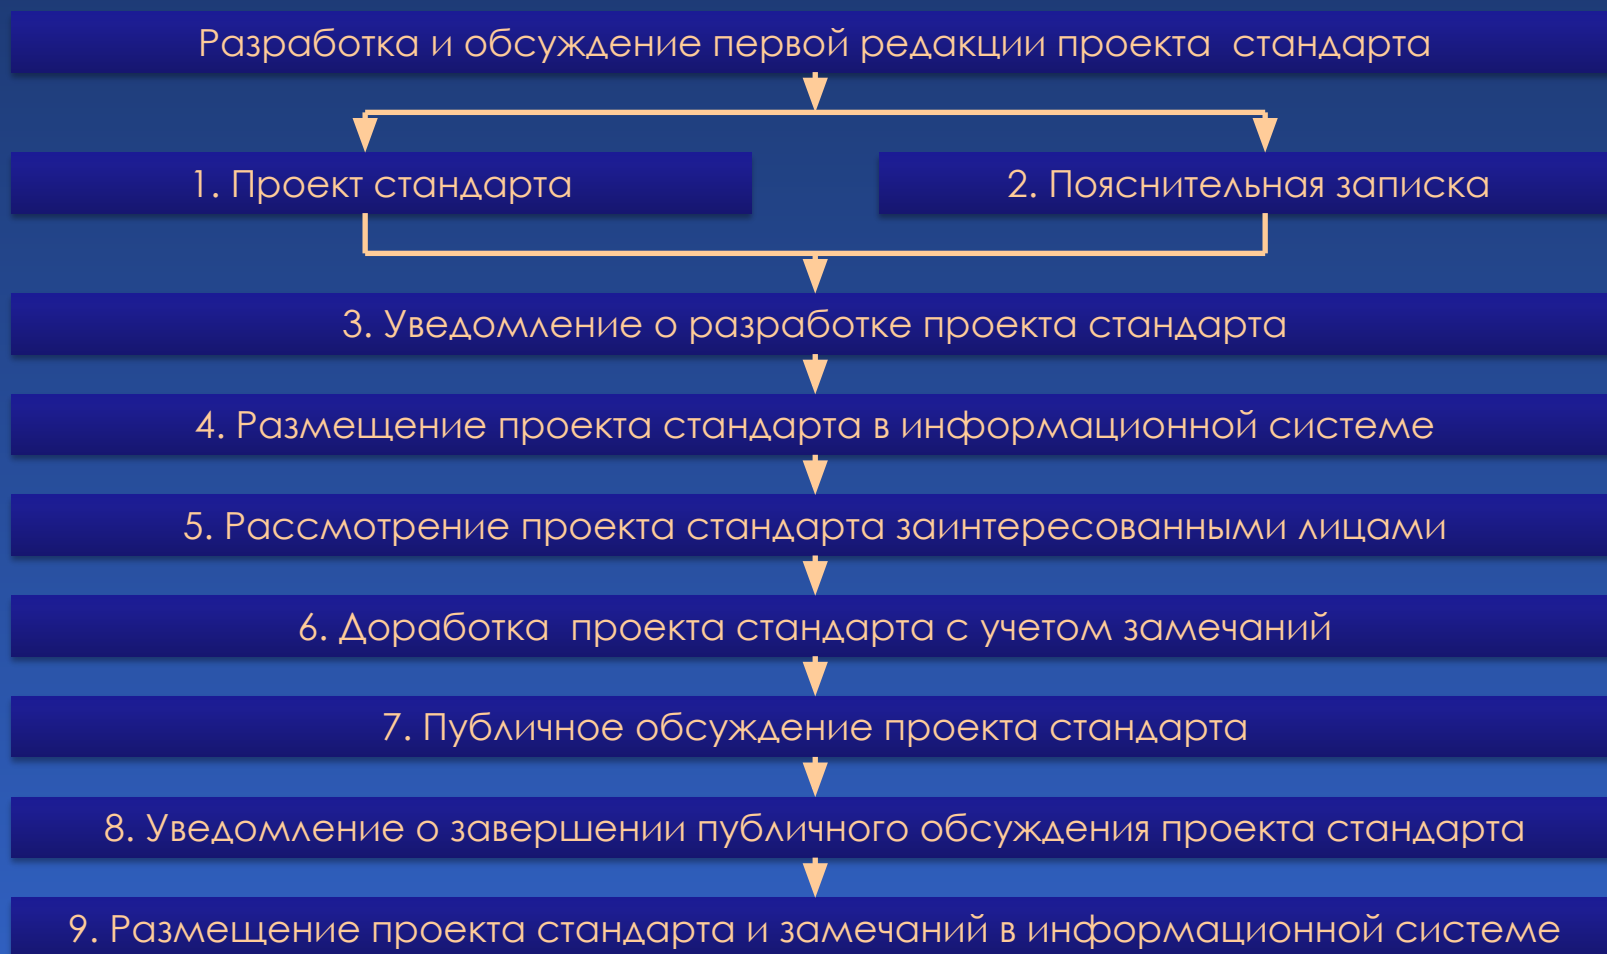 Разработка и обсуждение первой редакции проекта стандарта
1. Проект стандарта
2. Пояснительная записка
3. Уведомление о разработке проекта стандарта
4. Размещение проекта стандарта в информационной системе
5. Рассмотрение проекта стандарта заинтересованными лицами
6. Доработка проекта стандарта с учетом замечаний
7. Публичное обсуждение проекта стандарта
8. Уведомление о завершении публичного обсуждения проекта стандарта
9. Размещение проекта стандарта и замечаний в информационной системе